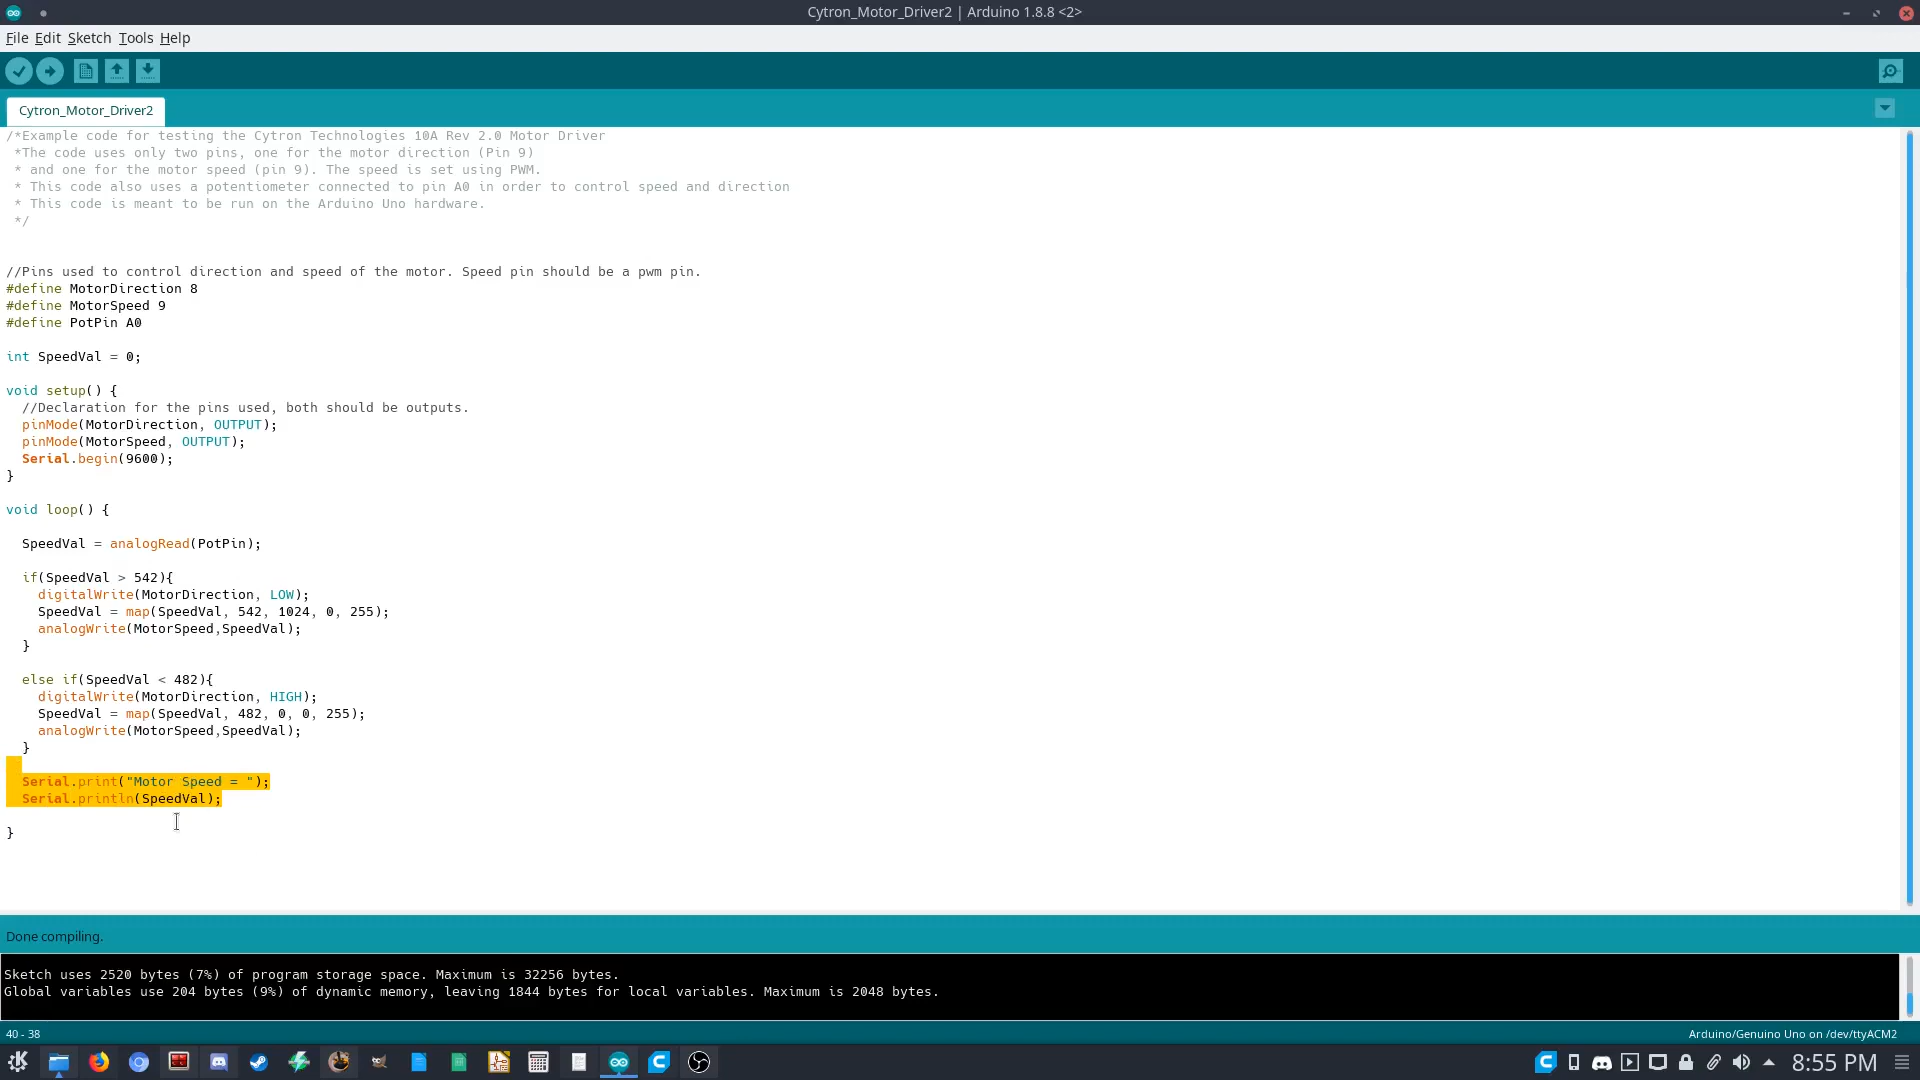 Cytron_Motor_Driver2 | Arduino 1.8.8 <2>
File Edit Sketch Tools Help
Cytron_Motor_Driver2
/*Example code for testing the Cytron Technologies 10A Rev 2.0 Motor Driver
 *The code uses only two pins, one for the motor direction (Pin 9)
 * and one for the motor speed (pin 9). The speed is set using PWM.
 * This code also uses a potentiometer connected to pin A0 in order to control speed and direction
 * This code is meant to be run on the Arduino Uno hardware.
 */
//Pins used to control direction and speed of the motor. Speed pin should be a pwm pin.
#define MotorDirection 8
#define MotorSpeed 9
#define PotPin A0
int SpeedVal = 0;
void setup() {
  //Declaration for the pins used, both should be outputs.
  pinMode(MotorDirection, OUTPUT);
  pinMode(MotorSpeed, OUTPUT);
  Serial.begin(9600);
}
void loop() {
  SpeedVal = analogRead(PotPin);
  if(SpeedVal > 542){
    digitalWrite(MotorDirection, LOW);
    SpeedVal = map(SpeedVal, 542, 1024, 0, 255);
    analogWrite(MotorSpeed,SpeedVal);
  }
  else if(SpeedVal < 482){
    digitalWrite(MotorDirection, HIGH);
    SpeedVal = map(SpeedVal, 482, 0, 0, 255);
    analogWrite(MotorSpeed,SpeedVal);
  }
  Serial.print("Motor Speed = ");
  Serial.println(SpeedVal);
}
Done compiling.
Sketch uses 2520 bytes (7%) of program storage space. Maximum is 32256 bytes.
Global variables use 204 bytes (9%) of dynamic memory, leaving 1844 bytes for local variables. Maximum is 2048 bytes.
40 - 38
Arduino/Genuino Uno on /dev/ttyACM2
8:55 PM